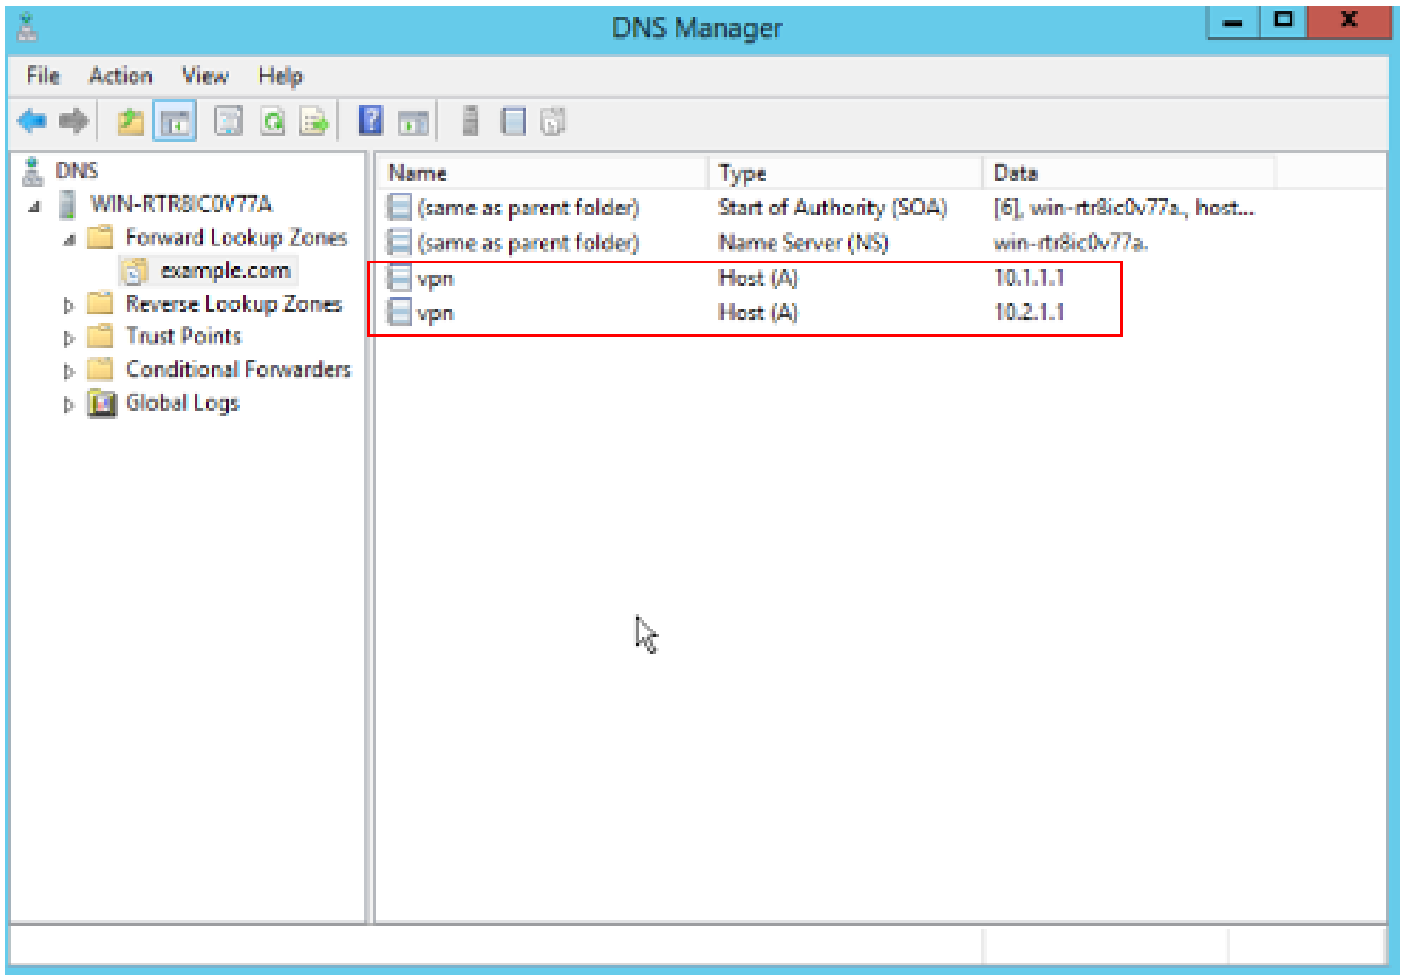 DNS Manager
File Action View Help
DNS
WIN-RTR8IC0V77A
Forward Lookup Zones
example.com
Reverse Lookup Zones
Trust Points
Conditional Forwarders
Global Logs
Name Type Data
(same as parent folder) Start of Authority (SOA) [6], win-rtr8ic0v77a., host...
(same as parent folder) Name Server (NS) win-rtr8ic0v77a.
vpn Host (A) 10.1.1.1
vpn Host (A) 10.2.1.1